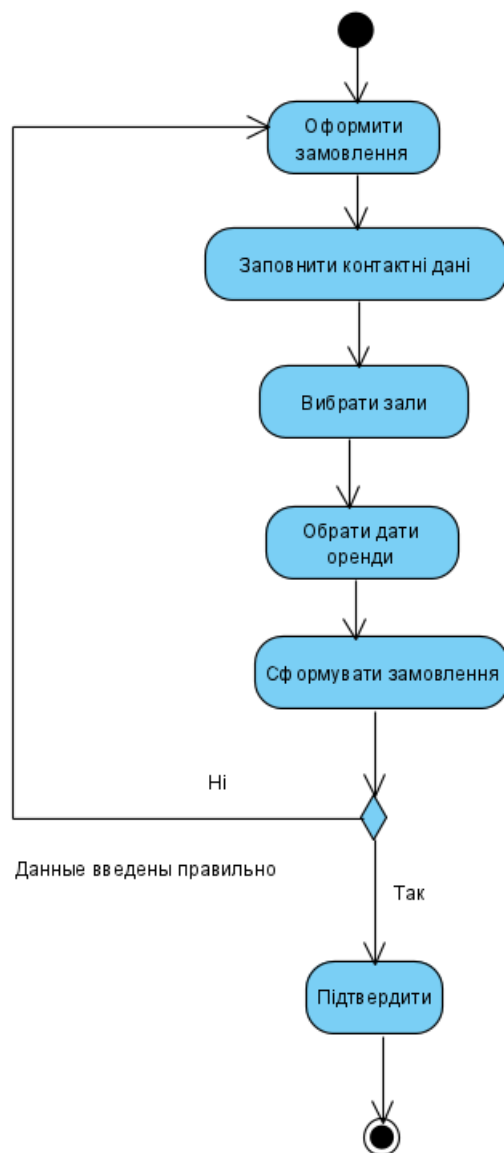 Оформити
замовлення
Заповнити контактні дані
Вибрати зали
Обрати дати
оренди
Сформувати замовлення
Ні
Данные введены правильно
Так
Підтвердити